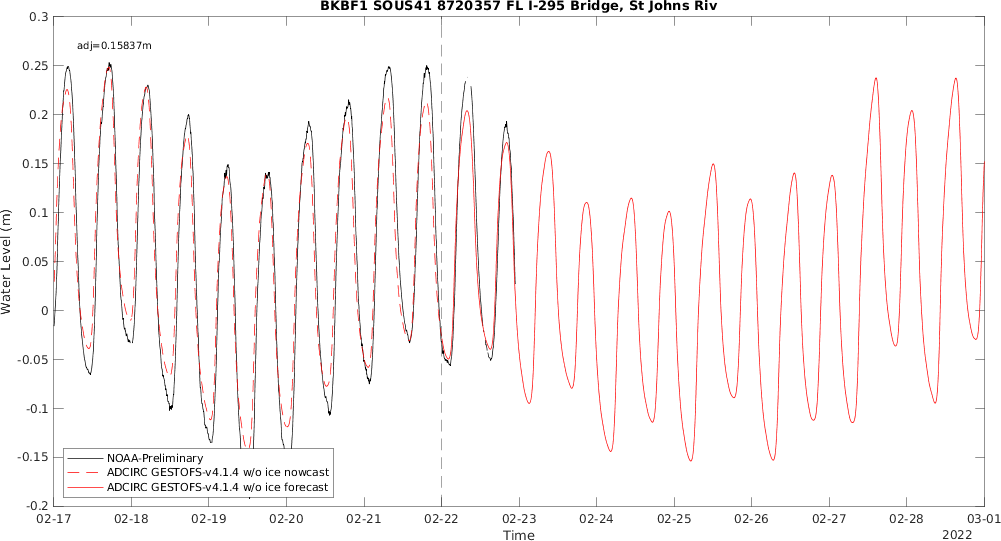 BKBF1 SOUS41 8720357 FL I-295 Bridge, St Johns Riv
adj=0.15837m
0.3
0.25
0.2
0.15
0.1
0.05
0
-0.05
-0.1
-0.15
-0.2
Water Level (m)
NOAA-Preliminary
ADCIRC GESTOFS-v4.1.4 w/o ice nowcast
ADCIRC GESTOFS-v4.1.4 w/o ice forecast
02-17 02-18 02-19 02-20 02-21 02-22 02-23 02-24 02-25 02-26 02-27 02-28 03-01
Time
2022